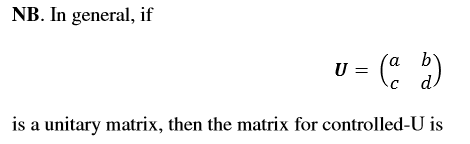 NB. In general, if
U = (a b
c d)
is a unitary matrix, then the matrix for controlled-U is